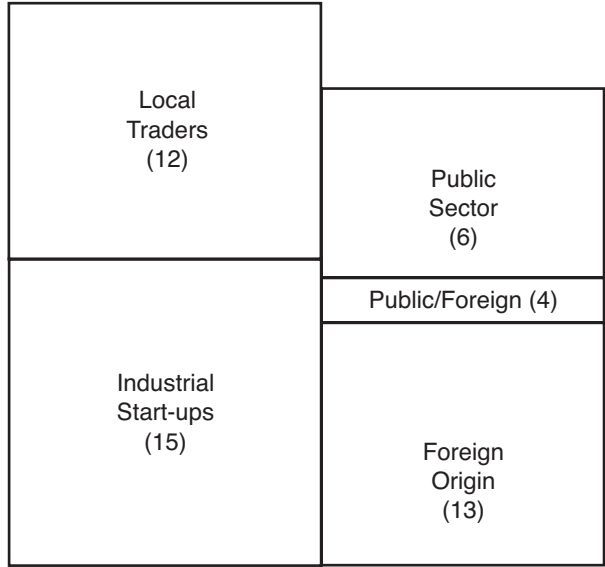 Local
Traders
(12)
Public
Sector
(6)
Public/Foreign (4)
Industrial
Start-ups
(15)
Foreign
Origin
(13)